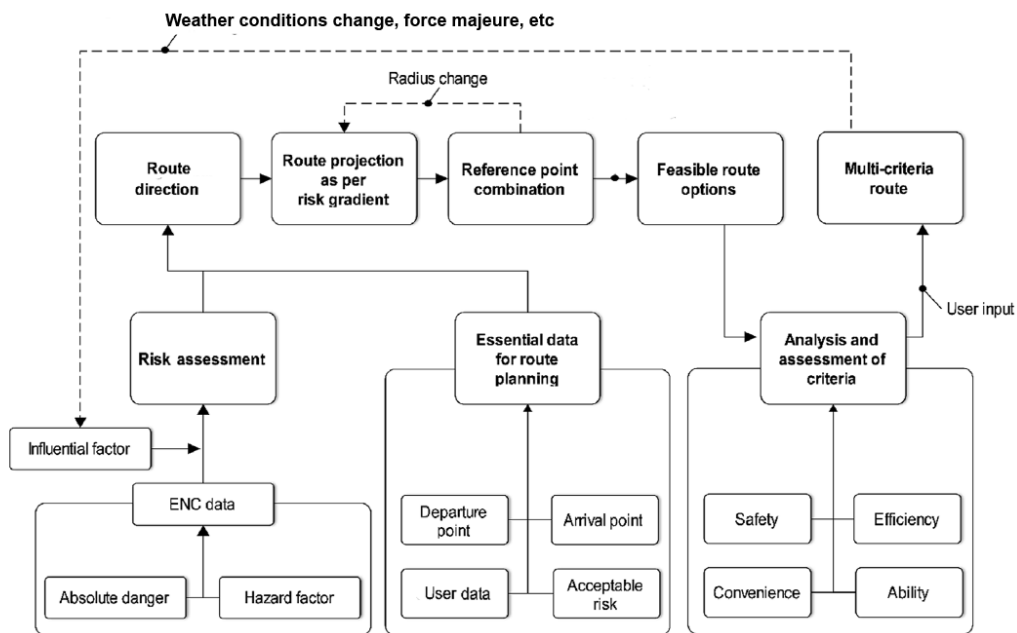 Weather conditions change, force majeure, etc
Radius change
Route
direction
Route projection
as per
risk gradient
Reference point
combination
Feasible route
options
Multi-criteria
route
User input
Risk assessment
Essential data
for route
planning
Analysis and
assessment of
criteria
Influential factor
ENC data
Absolute danger
Hazard factor
Departure
point
Arrival point
User data
Acceptable
risk
Safety
Efficiency
Convenience
Ability